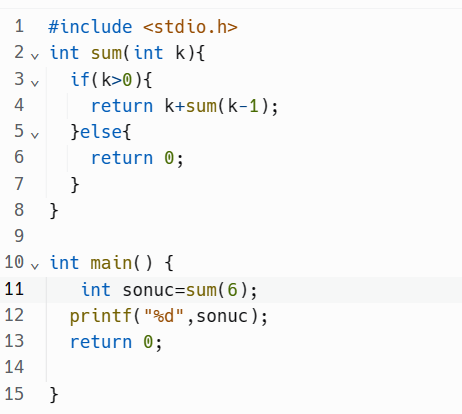 1 #include <stdio.h>
2 int sum(int k){
3 if(k>0){
4 return k+sum(k-1);
5 }else{
6 return 0;
7 }
8 }
9
10 int main() {
11 int sonuc=sum(6);
12 printf("%d",sonuc);
13 return 0;
14
15 }